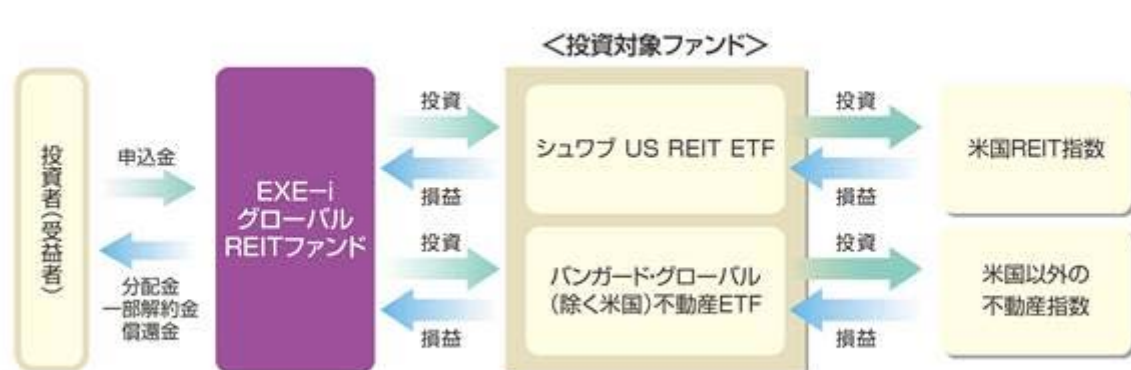 ＜投資対象ファンド＞
投資者（受益者）
申込金
分配金
一部解約金
償還金
EXE-i
グローバル
REITファンド
投資
損益
投資
損益
シュワブ US REIT ETF
バンガード・グローバル
（除く米国）不動産ETF
投資
損益
投資
損益
米国REIT指数
米国以外の
不動産指数